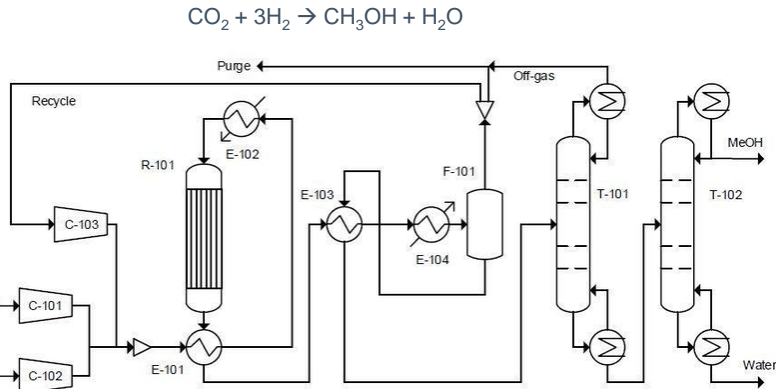 CO₂ + 3H₂ → CH₃OH + H₂O
Purge
Off-gas
Recycle
E-102
R-101
F-101
E-103
T-101
MeOH
T-102
C-103
E-104
C-101
E-101
C-102
Water